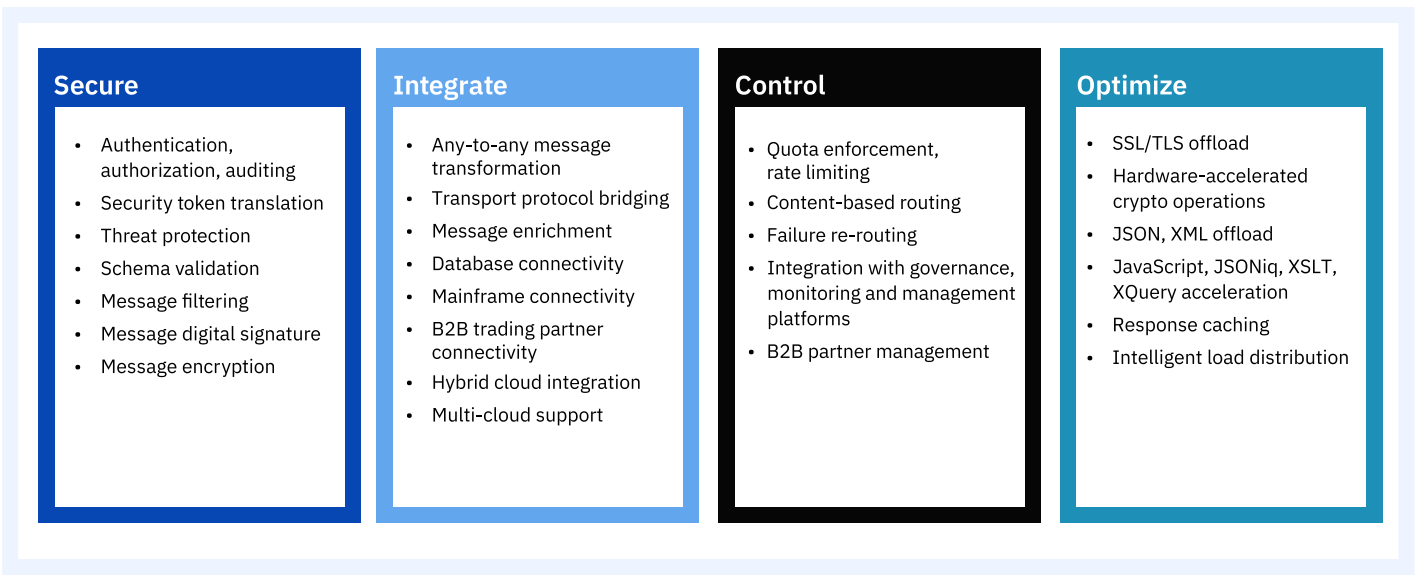 Secure
• Authentication,
authorization, auditing
• Security token translation
• Threat protection
• Schema validation
• Message filtering
• Message digital signature
• Message encryption
Integrate
• Any-to-any message
transformation
• Transport protocol bridging
• Message enrichment
• Database connectivity
• Mainframe connectivity
• B2B trading partner
connectivity
• Hybrid cloud integration
• Multi-cloud support
Control
• Quota enforcement,
rate limiting
• Content-based routing
• Failure re-routing
• Integration with governance,
monitoring and management
platforms
• B2B partner management
Optimize
• SSL/TLS offload
• Hardware-accelerated
crypto operations
• JSON, XML offload
• JavaScript, JSONiq, XSLT,
XQuery acceleration
• Response caching
• Intelligent load distribution